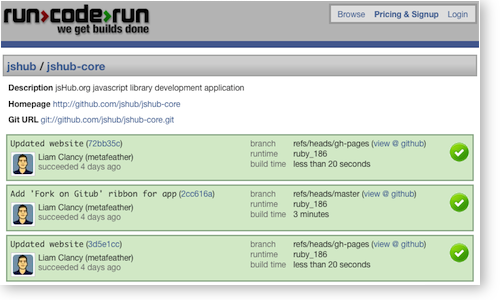 run>code>run
we get builds done
Browse Pricing & Signup Login
jshub / jshub-core
Description jsHub.org javascript library development application
Homepage http://github.com/jshub/jshub-core
Git URL git://github.com/jshub/jshub-core.git
Updated website (72bb35c)
Liam Clancy (metafeather)
succeeded 4 days ago
branch refs/heads/gh-pages (view @ github)
runtime ruby_186
build time less than 20 seconds
Add 'Fork on Gitub' ribbon for app (2cc616a)
Liam Clancy (metafeather)
succeeded 4 days ago
branch refs/heads/master (view @ github)
runtime ruby_186
build time 3 minutes
Updated website (3d5e1cc)
Liam Clancy (metafeather)
succeeded 4 days ago
branch refs/heads/gh-pages (view @ github)
runtime ruby_186
build time less than 20 seconds